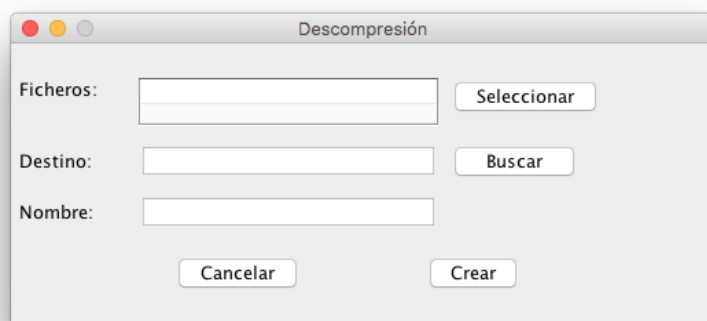 Descompresión
Ficheros:
Seleccionar
Destino:
Buscar
Nombre:
Cancelar
Crear